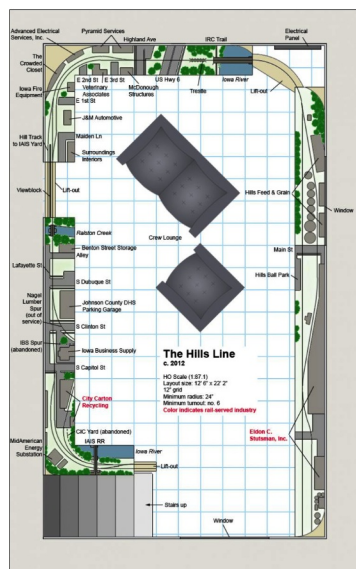 Advanced Electrical
Services, Inc.
Pyramid Services
Highland Ave
IRC Trail
Electrical
Panel
The
Crowded
Closet
E 2nd St
E 3rd St
US Hwy 6
Iowa River
Iowa Fire
Equipment
Veterinary
Associates
McDonough
Structures
Trestle
Lift-out
E 1st St
J&M Automotive
Hill Track
to IAIS Yard
Maiden Ln
Surroundings
Interiors
Hills Feed & Grain
Viewblock
Lift-out
Window
Ralston Creek
Crew Lounge
Benton Street Storage
Alley
Main St
Lafayette St
Hills Ball Park
S Dubuque St
Nagel
Lumber
Spur
(out of
service)
Johnson County DHS
Parking Garage
S Clinton St
IBS Spur
(abandoned)
Iowa Business Supply
S Capitol St
The Hills Line
c. 2012
HO Scale (1:87.1)
Layout size: 12' 6" x 22' 2"
12" grid
Minimum radius: 24"
Minimum turnout: no. 6
Color indicates rail-served industry
City Carton
Recycling
Eldon C.
Stutsman, Inc.
CIC Yard (abandoned)
IAIS RR
MidAmerican
Energy
Substation
Iowa River
Lift-out
Stairs up
Window